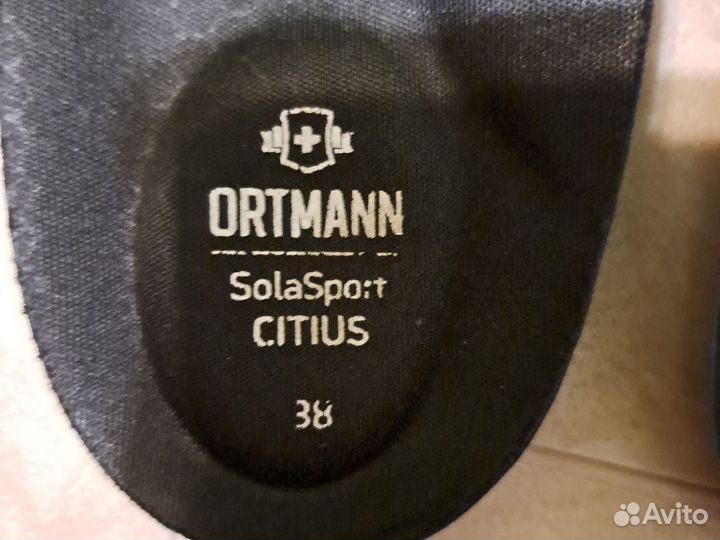 ORTMANN
SolaSport
CITIUS
38
Avito